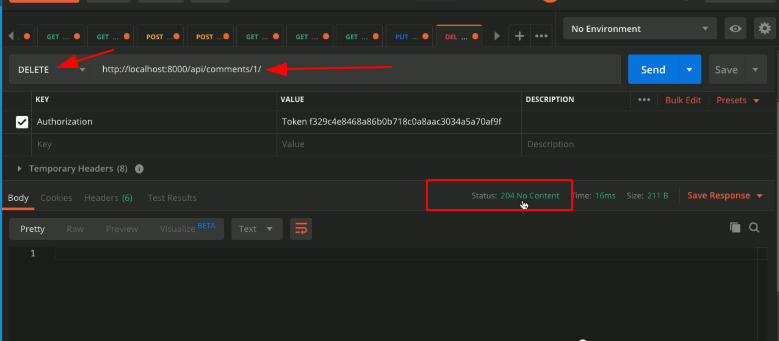 GET ... GET ... POST ... POST ... GET ... GET ... GET ... GET ... PUT ... DEL ... + ••• No Environment
DELETE http://localhost:8000/api/comments/1/ Send Save
KEY VALUE DESCRIPTION ••• Bulk Edit Presets
Authorization Token f329c4e8468a86b0b718c0a8aac3034a5a70af9f
Key Value Description
Temporary Headers (8)
Body Cookies Headers (6) Test Results Status: 204 No Content Time: 16ms Size: 211 B Save Response
Pretty Raw Preview Visualize BETA Text
1